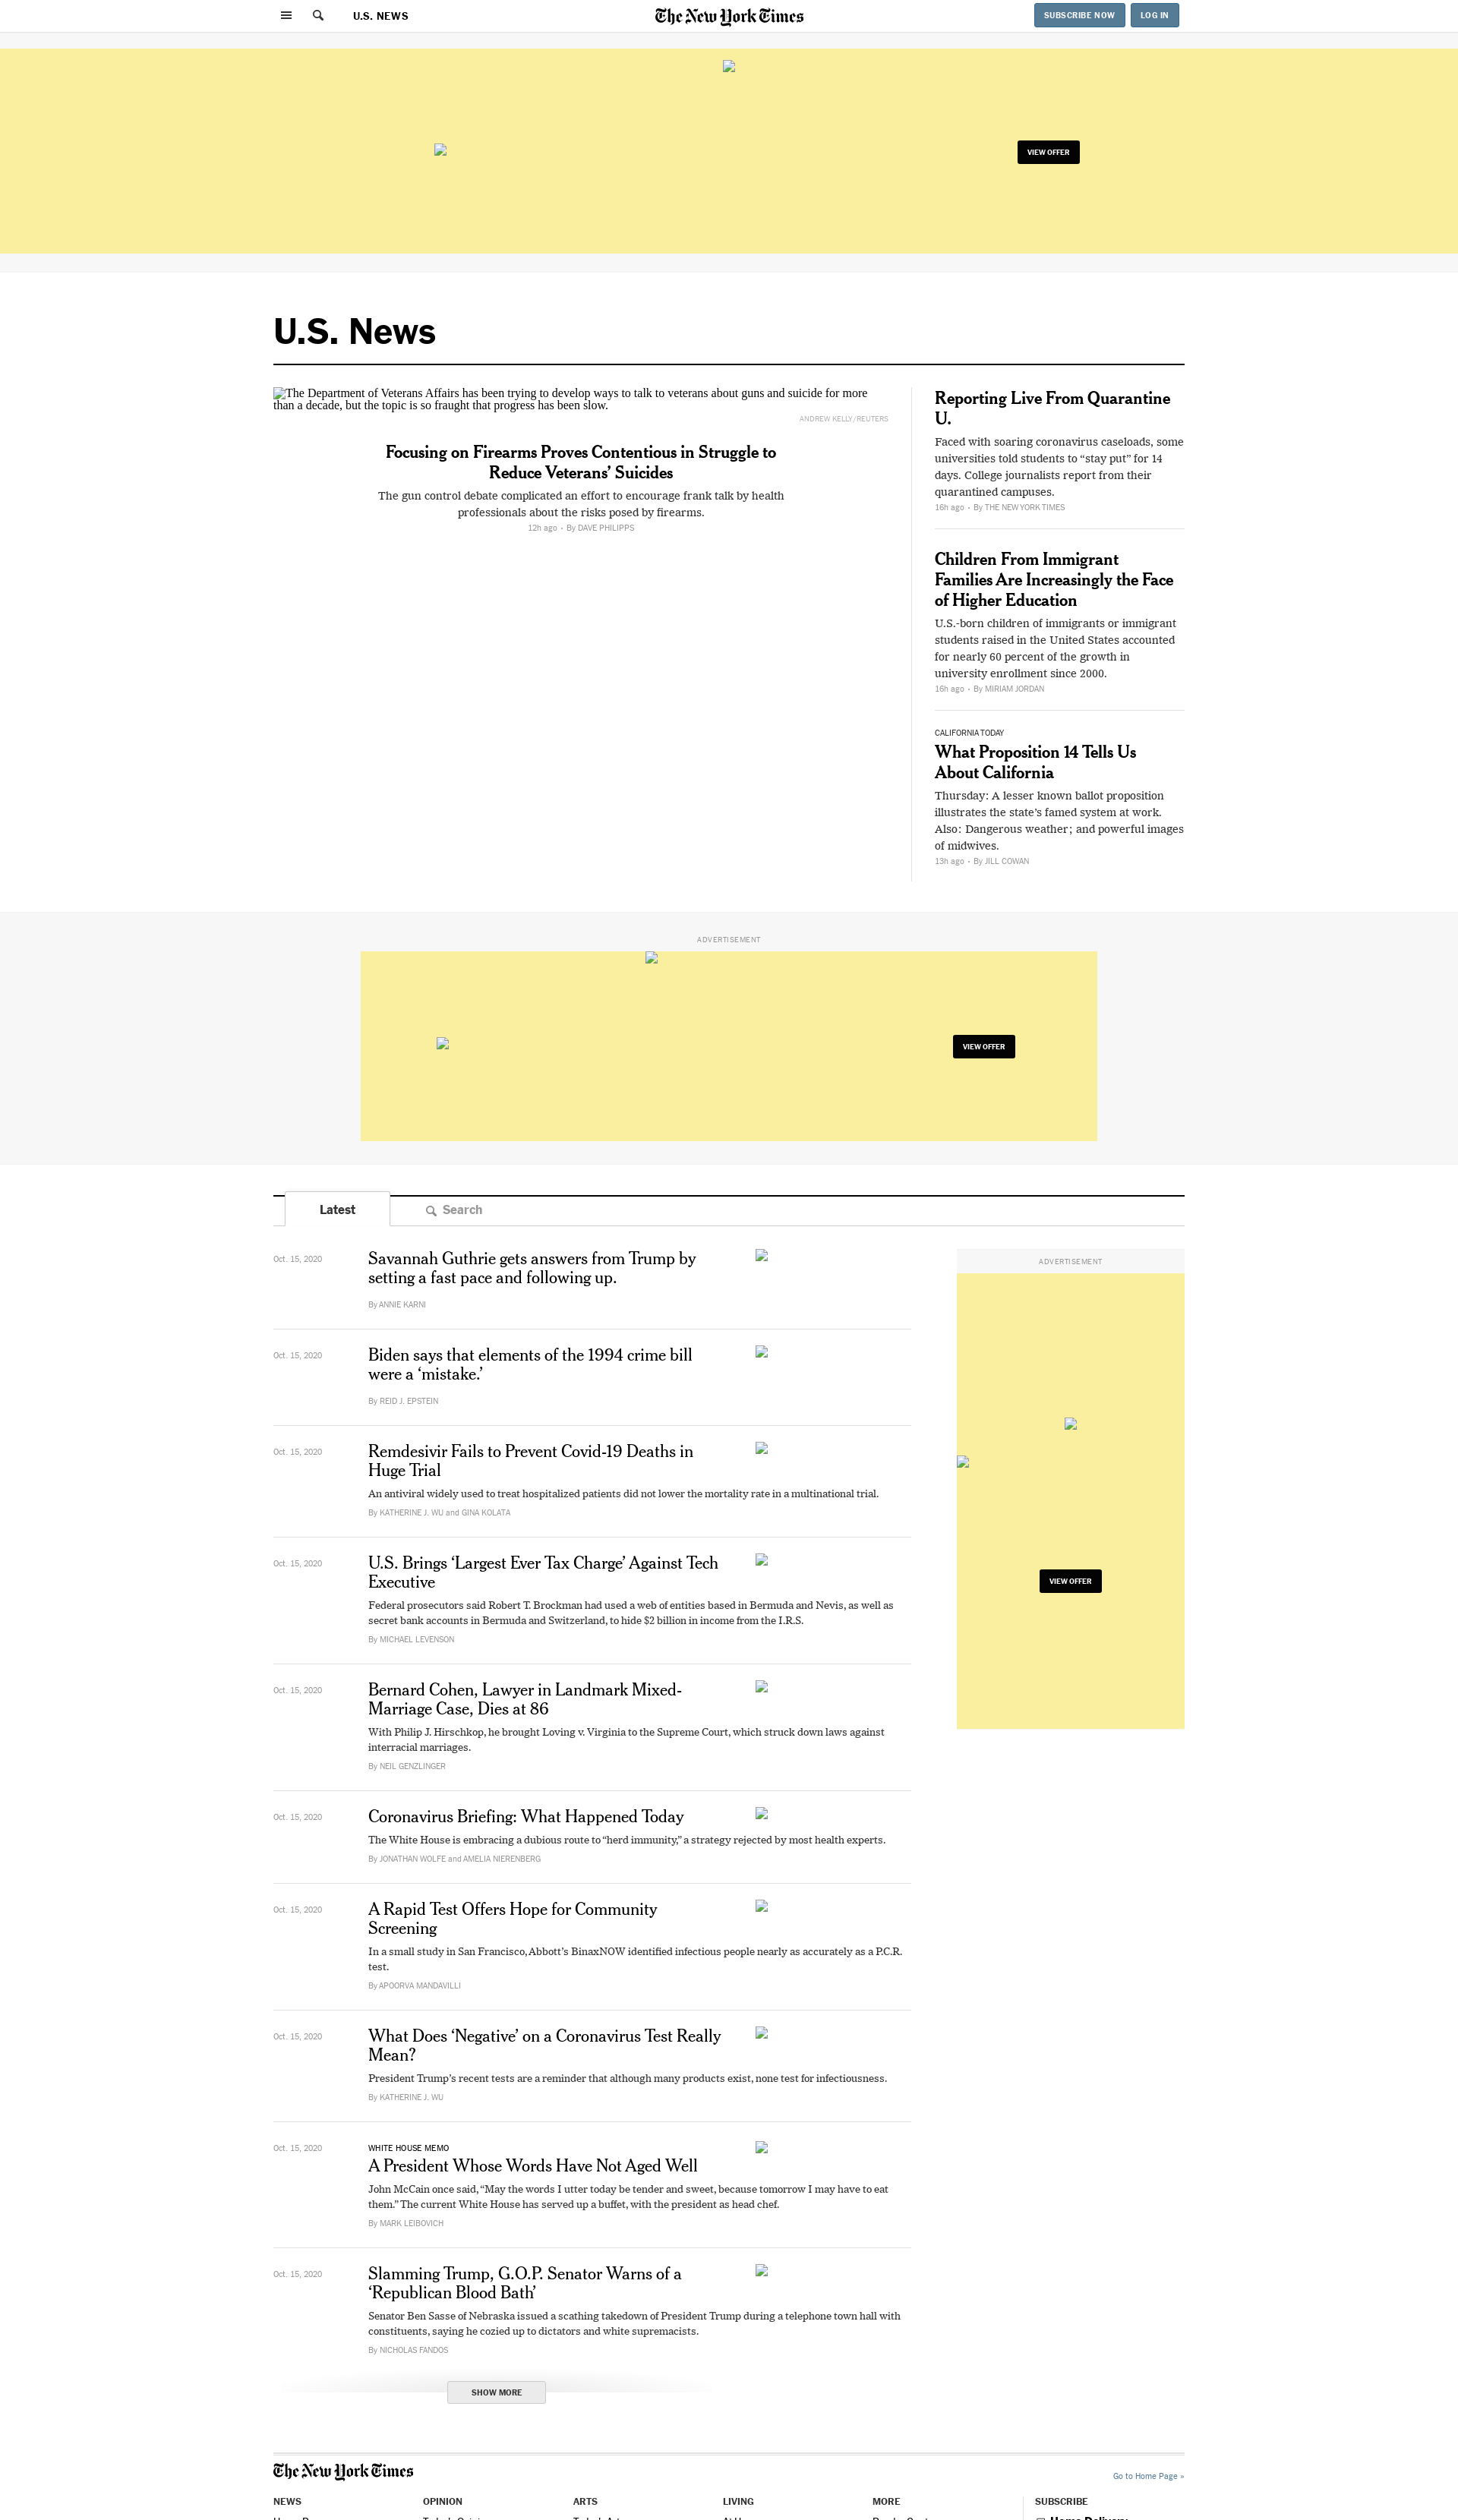 U.S. NEWS
The New York Times
SUBSCRIBE NOW
LOG IN
VIEW OFFER
U.S. News
The Department of Veterans Affairs has been trying to develop ways to talk to veterans about guns and suicide for more
than a decade, but the topic is so fraught that progress has been slow.
ANDREW KELLY/REUTERS
Focusing on Firearms Proves Contentious in Struggle to
Reduce Veterans’ Suicides
The gun control debate complicated an effort to encourage frank talk by health
professionals about the risks posed by firearms.
12h ago • By DAVE PHILIPPS
Reporting Live From Quarantine
U.
Faced with soaring coronavirus caseloads, some
universities told students to “stay put” for 14
days. College journalists report from their
quarantined campuses.
16h ago • By THE NEW YORK TIMES
Children From Immigrant
Families Are Increasingly the Face
of Higher Education
U.S.-born children of immigrants or immigrant
students raised in the United States accounted
for nearly 60 percent of the growth in
university enrollment since 2000.
16h ago • By MIRIAM JORDAN
CALIFORNIA TODAY
What Proposition 14 Tells Us
About California
Thursday: A lesser known ballot proposition
illustrates the state’s famed system at work.
Also: Dangerous weather; and powerful images
of midwives.
13h ago • By JILL COWAN
ADVERTISEMENT
VIEW OFFER
Latest
Search
Oct. 15, 2020
Savannah Guthrie gets answers from Trump by
setting a fast pace and following up.
By ANNIE KARNI
Oct. 15, 2020
Biden says that elements of the 1994 crime bill
were a ‘mistake.’
By REID J. EPSTEIN
Oct. 15, 2020
Remdesivir Fails to Prevent Covid-19 Deaths in
Huge Trial
An antiviral widely used to treat hospitalized patients did not lower the mortality rate in a multinational trial.
By KATHERINE J. WU and GINA KOLATA
Oct. 15, 2020
U.S. Brings ‘Largest Ever Tax Charge’ Against Tech
Executive
Federal prosecutors said Robert T. Brockman had used a web of entities based in Bermuda and Nevis, as well as
secret bank accounts in Bermuda and Switzerland, to hide $2 billion in income from the I.R.S.
By MICHAEL LEVENSON
Oct. 15, 2020
Bernard Cohen, Lawyer in Landmark Mixed-
Marriage Case, Dies at 86
With Philip J. Hirschkop, he brought Loving v. Virginia to the Supreme Court, which struck down laws against
interracial marriages.
By NEIL GENZLINGER
Oct. 15, 2020
Coronavirus Briefing: What Happened Today
The White House is embracing a dubious route to “herd immunity,” a strategy rejected by most health experts.
By JONATHAN WOLFE and AMELIA NIERENBERG
Oct. 15, 2020
A Rapid Test Offers Hope for Community
Screening
In a small study in San Francisco, Abbott’s BinaxNOW identified infectious people nearly as accurately as a P.C.R.
test.
By APOORVA MANDAVILLI
Oct. 15, 2020
What Does ‘Negative’ on a Coronavirus Test Really
Mean?
President Trump’s recent tests are a reminder that although many products exist, none test for infectiousness.
By KATHERINE J. WU
Oct. 15, 2020
WHITE HOUSE MEMO
A President Whose Words Have Not Aged Well
John McCain once said, “May the words I utter today be tender and sweet, because tomorrow I may have to eat
them.” The current White House has served up a buffet, with the president as head chef.
By MARK LEIBOVICH
Oct. 15, 2020
Slamming Trump, G.O.P. Senator Warns of a
‘Republican Blood Bath’
Senator Ben Sasse of Nebraska issued a scathing takedown of President Trump during a telephone town hall with
constituents, saying he cozied up to dictators and white supremacists.
By NICHOLAS FANDOS
SHOW MORE
ADVERTISEMENT
VIEW OFFER
The New York Times
Go to Home Page »
NEWS
OPINION
ARTS
LIVING
MORE
SUBSCRIBE